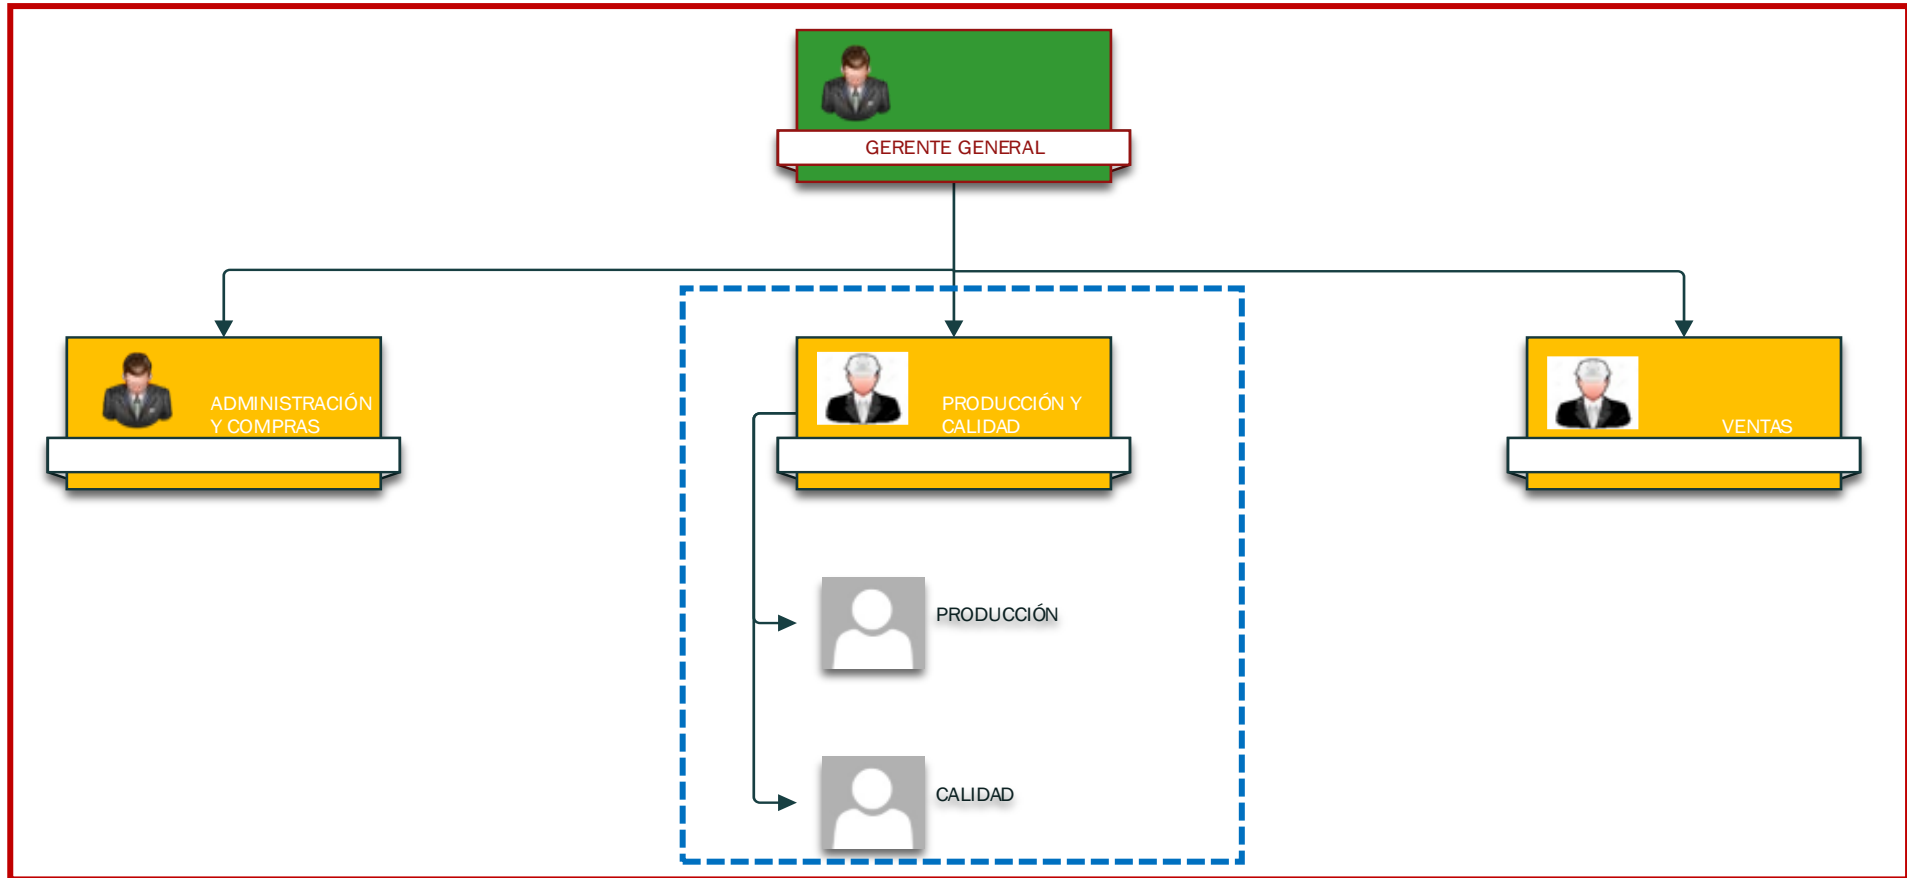 GERENTE GENERAL
ADMINISTRACIÓN
Y COMPRAS
PRODUCCIÓN Y
CALIDAD
VENTAS
PRODUCCIÓN
CALIDAD